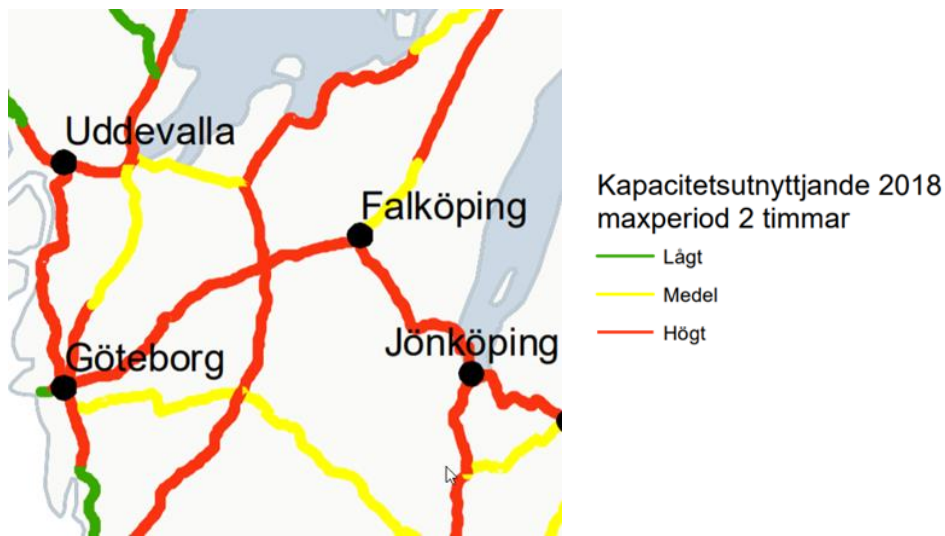 Uddevalla
Falköping
Göteborg
Jönköping
Kapacitetsutnyttjande 2018
maxperiod 2 timmar
Lågt
Medel
Högt